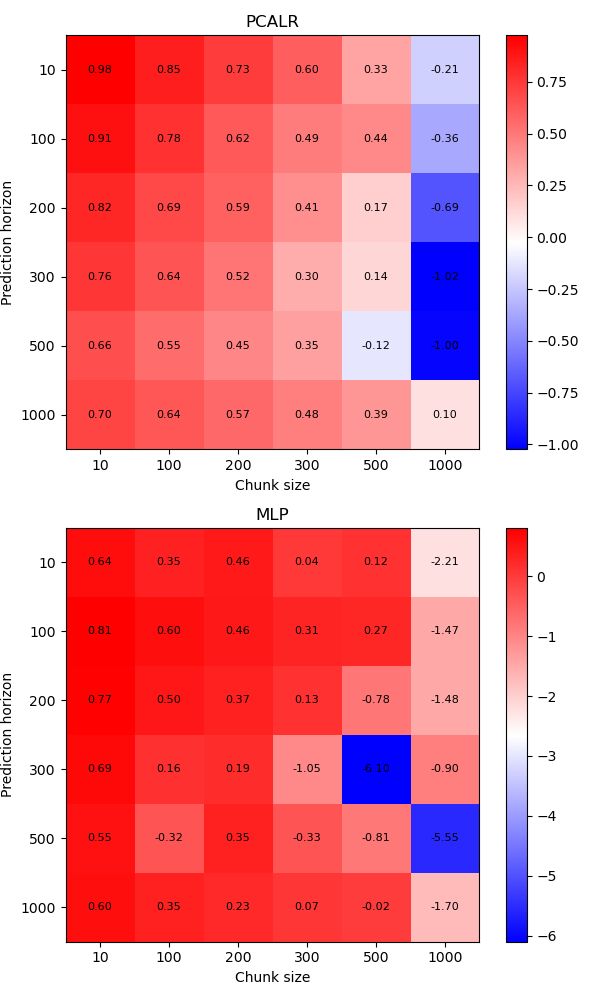 PCALR
10 0.98 0.85 0.73 0.60 0.33 -0.21
100 0.91 0.78 0.62 0.49 0.44 -0.36
200 0.82 0.69 0.59 0.41 0.17 -0.69
300 0.76 0.64 0.52 0.30 0.14 -1.02
500 0.66 0.55 0.45 0.35 -0.12 -1.00
1000 0.70 0.64 0.57 0.48 0.39 0.10
10 100 200 300 500 1000
Chunk size
Prediction horizon
0.75
0.50
0.25
0.00
−0.25
−0.50
−0.75
−1.00
MLP
10 0.64 0.35 0.46 0.04 0.12 -2.21
100 0.81 0.60 0.46 0.31 0.27 -1.47
200 0.77 0.50 0.37 0.13 -0.78 -1.48
300 0.69 0.16 0.19 -1.05 -6.10 -0.90
500 0.55 -0.32 0.35 -0.33 -0.81 -5.55
1000 0.60 0.35 0.23 0.07 -0.02 -1.70
10 100 200 300 500 1000
Chunk size
Prediction horizon
0
−1
−2
−3
−4
−5
−6